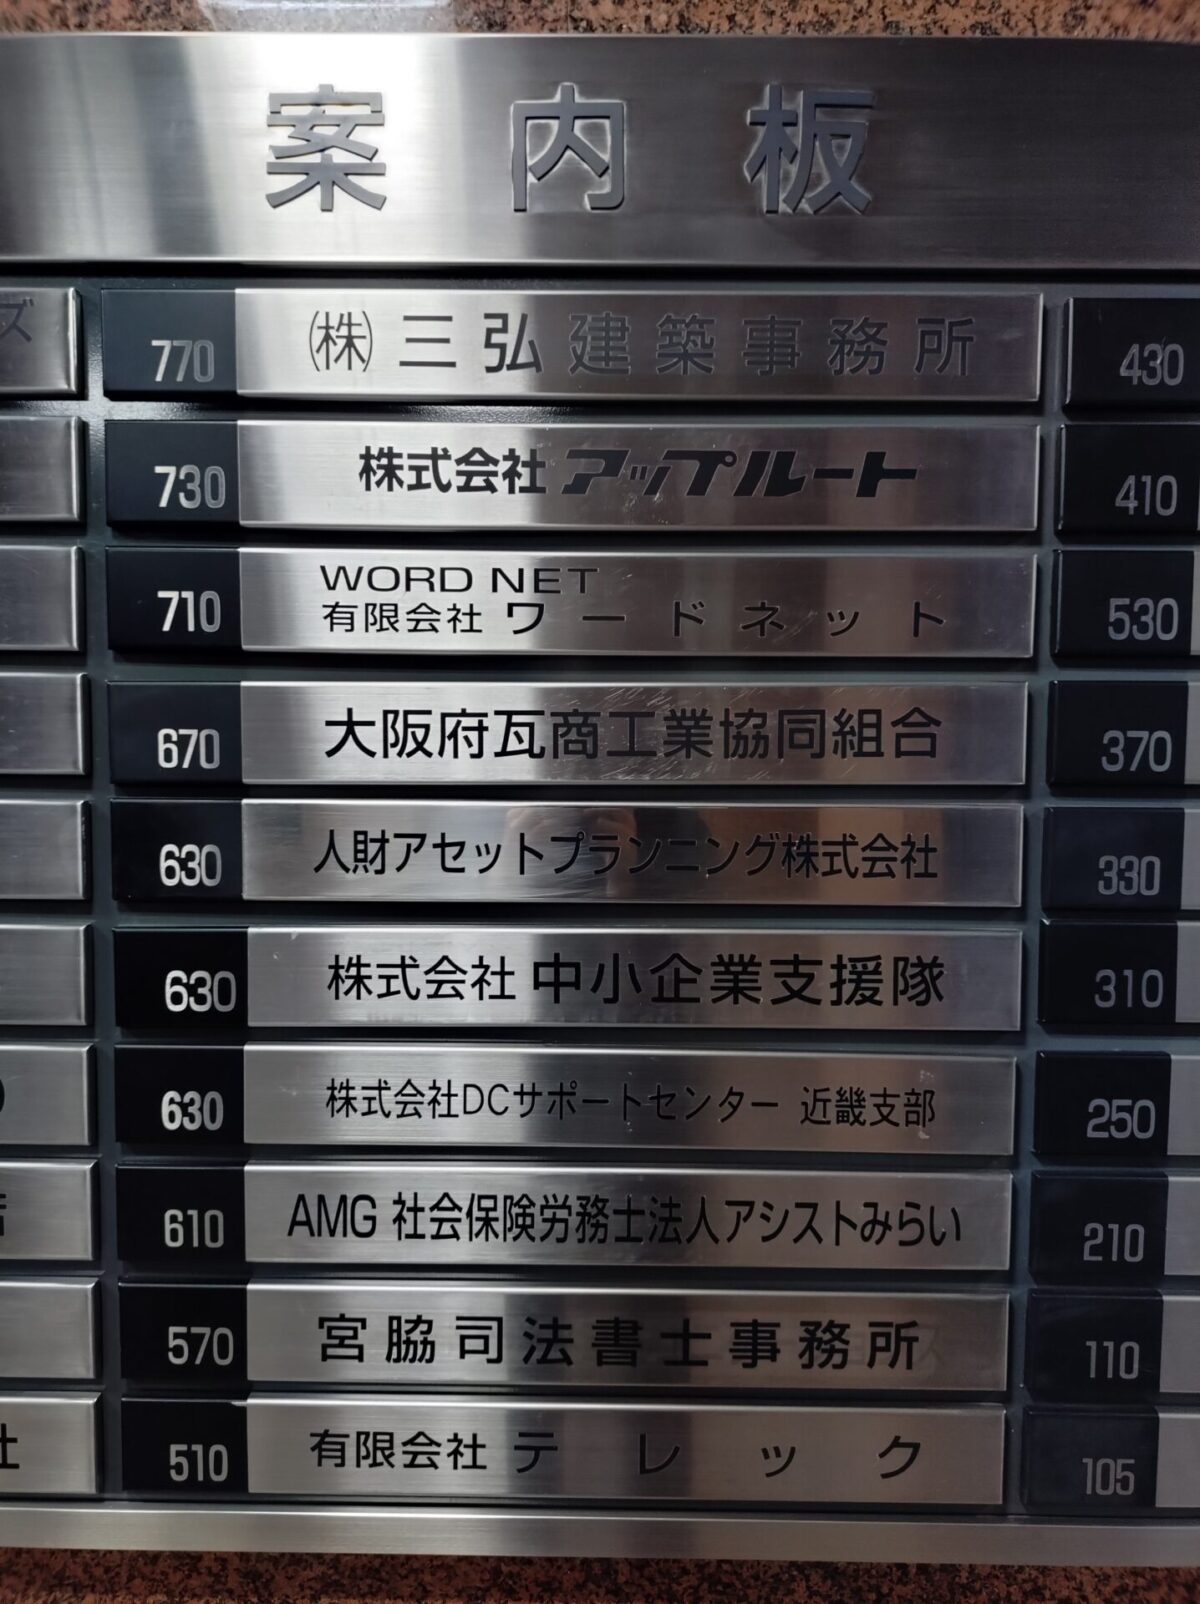 案内板
ズ
770 ㈱三弘建築事務所
430
730 株式会社アップルート
410
710 WORD NET
有限会社ワードネット
530
670 大阪府瓦商工業協同組合
370
630 人財アセットプランニング株式会社
330
630 株式会社 中小企業支援隊
310
630 株式会社DCサポートセンター 近畿支部
250
610 AMG 社会保険労務士法人アシストみらい
210
570 宮脇司法書士事務所
110
社
510 有限会社テレック
105